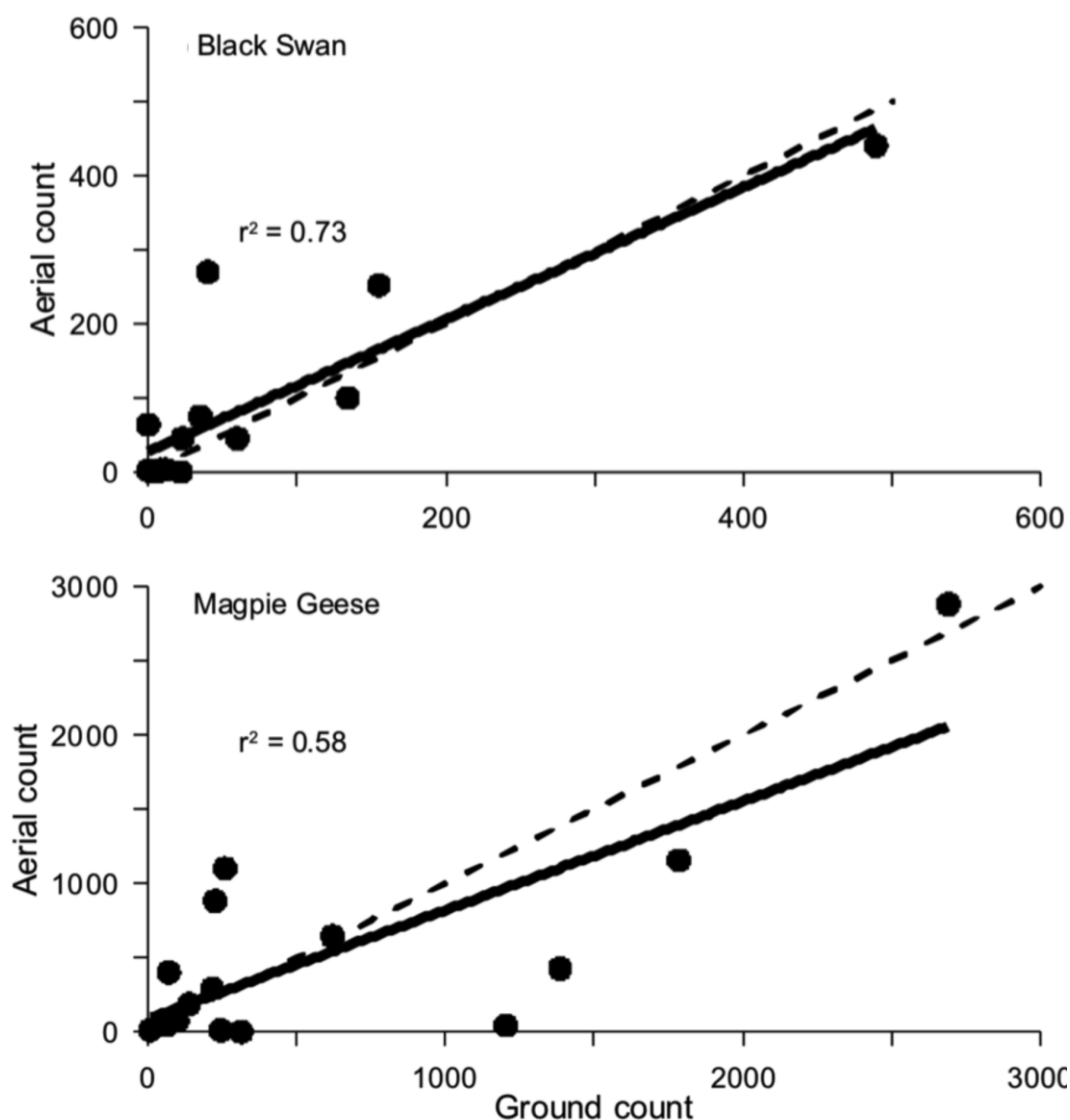 600
Black Swan
Aerial count
400
r² = 0.73
200
0
0 200 400 600
3000
Magpie Geese
Aerial count
2000
r² = 0.58
1000
0
0 1000 2000 3000
Ground count